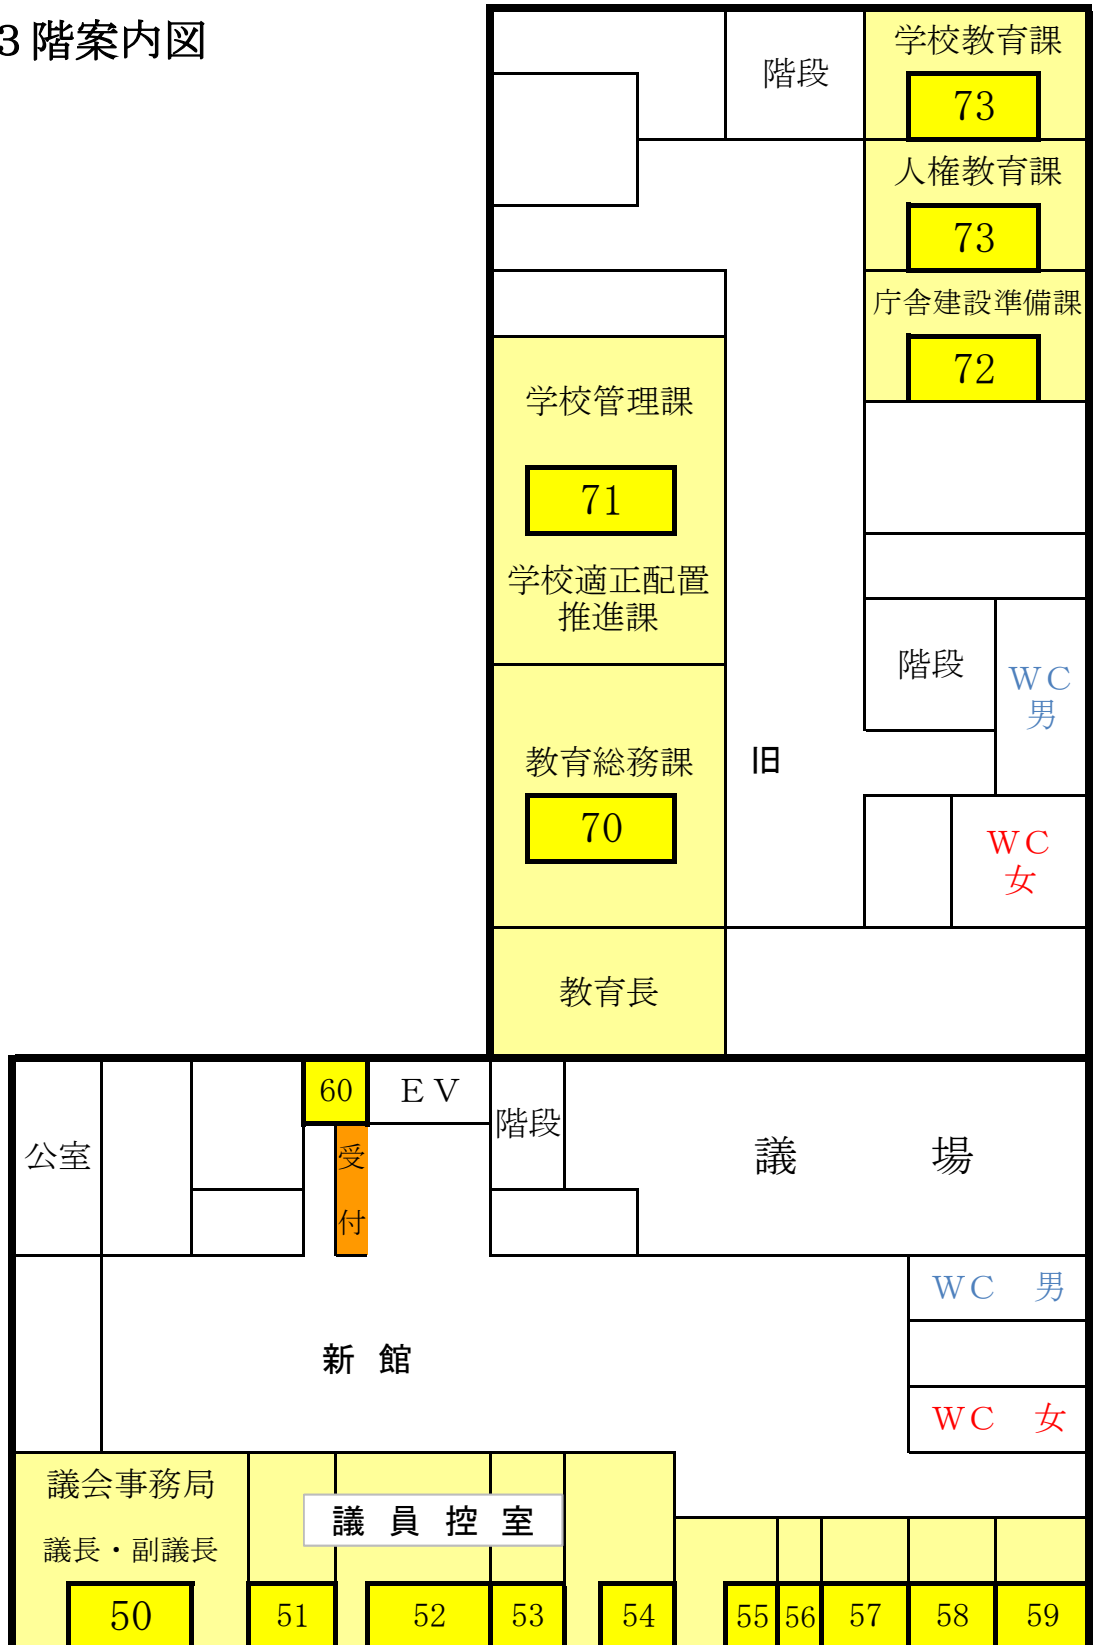 3階案内図
階段
学校教育課
73
人権教育課
73
庁舎建設準備課
72
学校管理課
71
学校適正配置
推進課
階段
WC
男
教育総務課
70
旧
WC
女
教育長
公室
60
EV
受
付
階段
議 場
WC 男
新 館
WC 女
議会事務局
議長・副議長
議 員 控 室
50
51
52
53
54
55
56
57
58
59